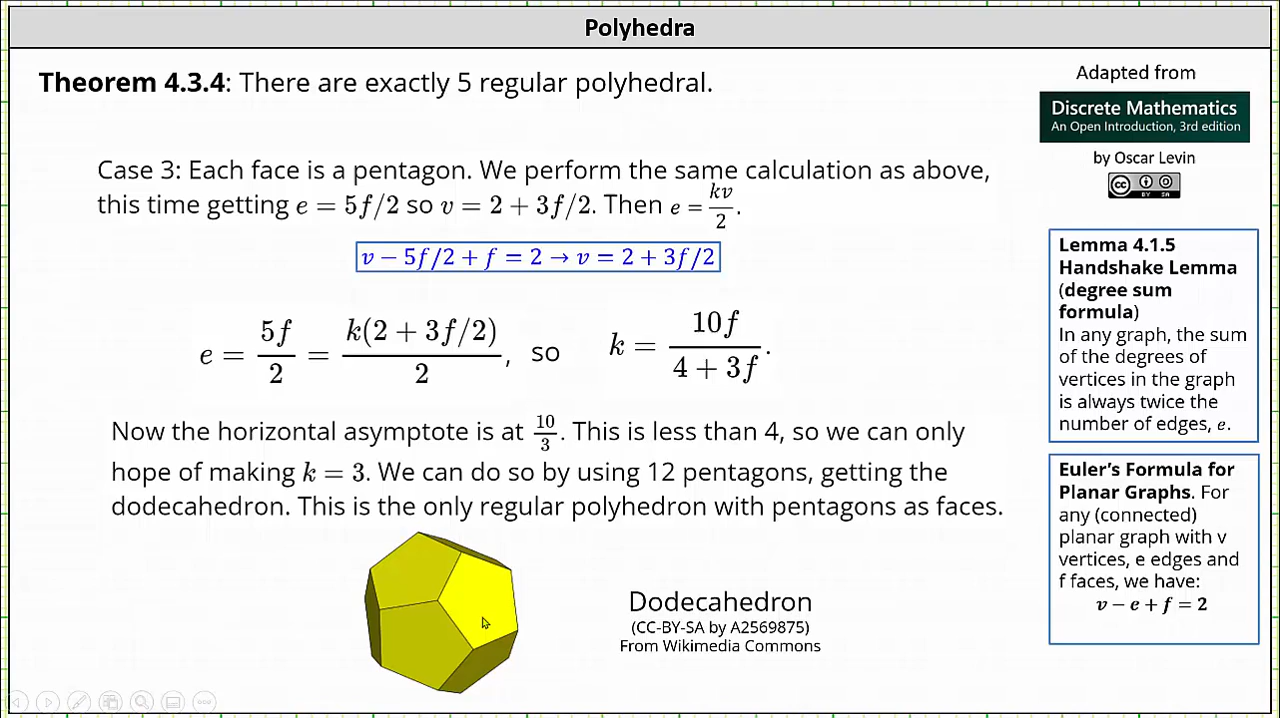 Polyhedra
Theorem 4.3.4: There are exactly 5 regular polyhedral.
Case 3: Each face is a pentagon. We perform the same calculation as above,
this time getting e = 5f/2 so v = 2 + 3f/2. Then e = kv/2.
v − 5f/2 + f = 2 → v = 2 + 3f/2
e = 5f/2 = k(2 + 3f/2)/2, so k = 10f/(4 + 3f).
Now the horizontal asymptote is at 10/3. This is less than 4, so we can only
hope of making k = 3. We can do so by using 12 pentagons, getting the
dodecahedron. This is the only regular polyhedron with pentagons as faces.
Dodecahedron
(CC-BY-SA by A2569875)
From Wikimedia Commons
Adapted from
Discrete Mathematics
An Open Introduction, 3rd edition
by Oscar Levin
cc BY SA
Lemma 4.1.5
Handshake Lemma
(degree sum
formula)
In any graph, the sum
of the degrees of
vertices in the graph
is always twice the
number of edges, e.
Euler’s Formula for
Planar Graphs. For
any (connected)
planar graph with v
vertices, e edges and
f faces, we have:
v − e + f = 2